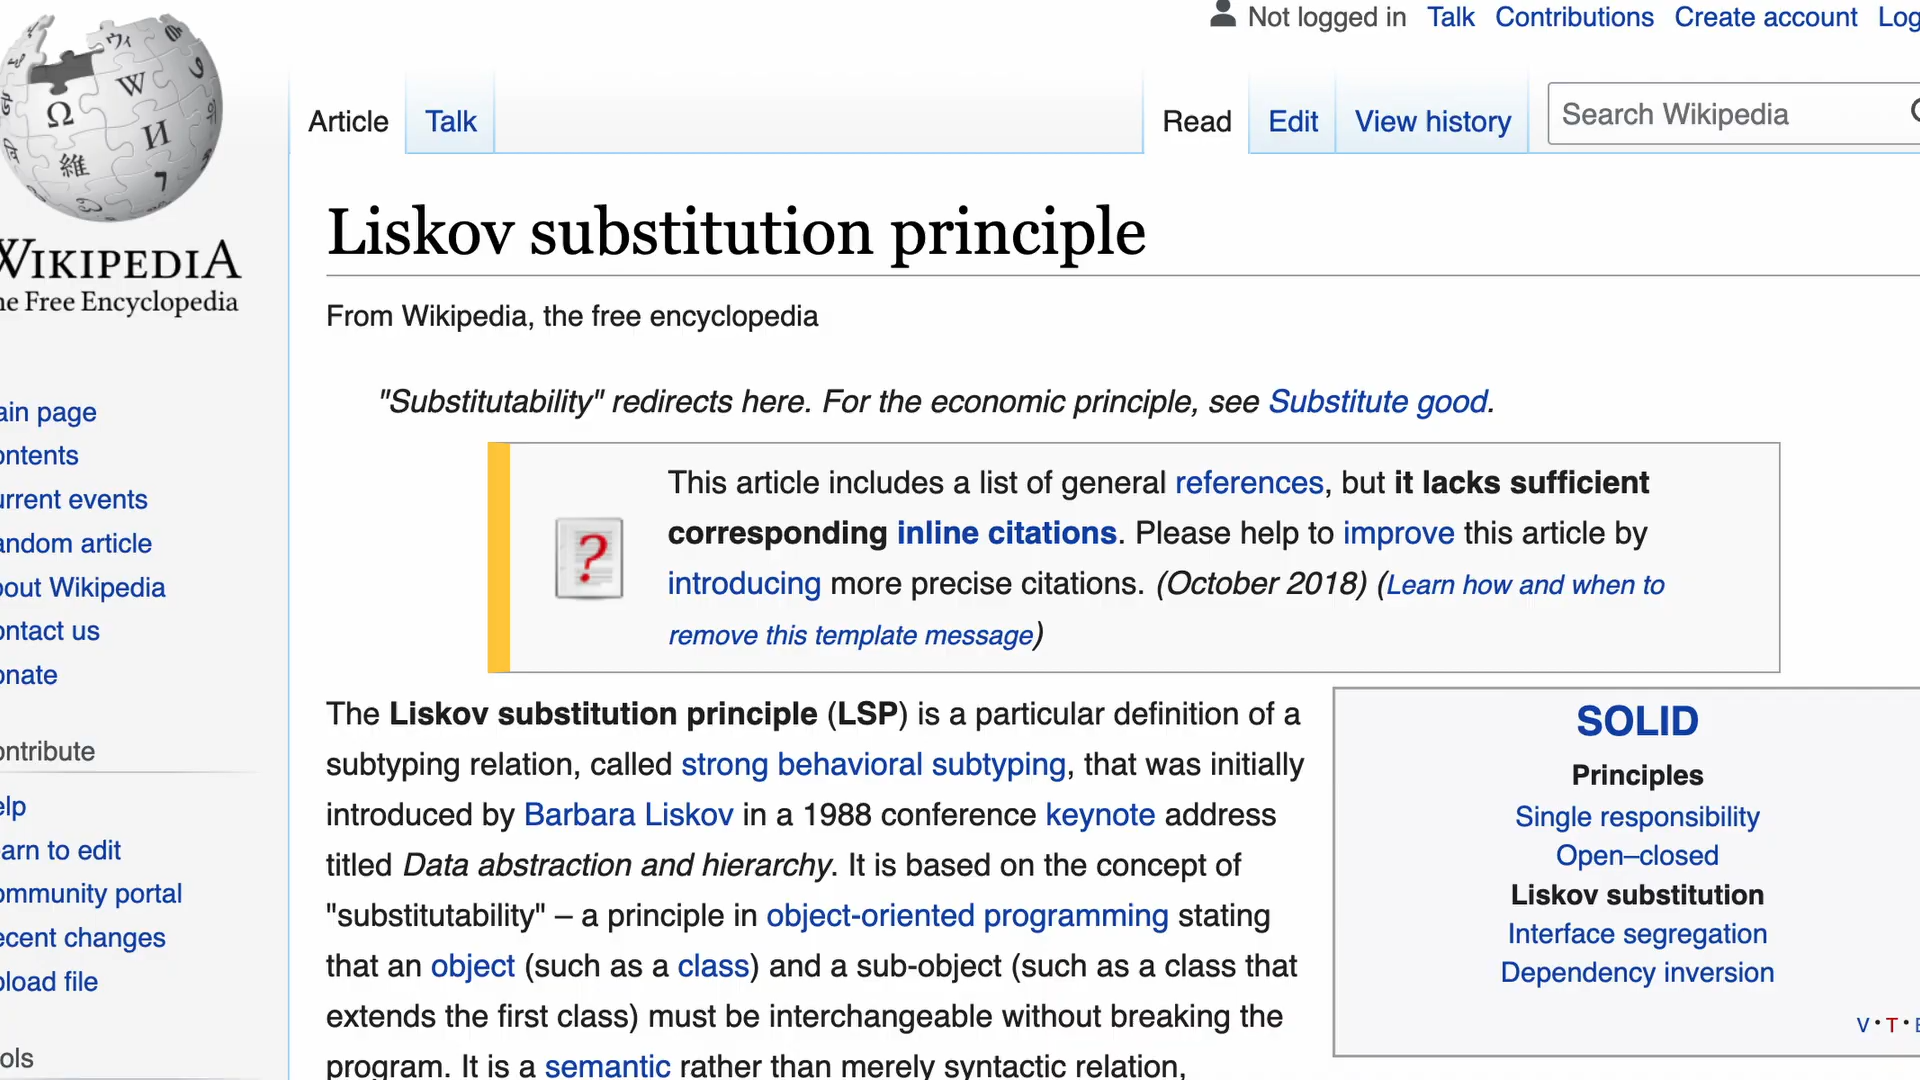 Not logged in Talk Contributions Create account Log
Article Talk Read Edit View history Search Wikipedia
WIKIPEDIA
he Free Encyclopedia
Liskov substitution principle
From Wikipedia, the free encyclopedia
"Substitutability" redirects here. For the economic principle, see Substitute good.
This article includes a list of general references, but it lacks sufficient
corresponding inline citations. Please help to improve this article by
introducing more precise citations. (October 2018) (Learn how and when to
remove this template message)
ain page
ontents
urrent events
andom article
bout Wikipedia
ontact us
onate
ontribute
elp
earn to edit
ommunity portal
ecent changes
pload file
ols
The Liskov substitution principle (LSP) is a particular definition of a
subtyping relation, called strong behavioral subtyping, that was initially
introduced by Barbara Liskov in a 1988 conference keynote address
titled Data abstraction and hierarchy. It is based on the concept of
"substitutability" – a principle in object-oriented programming stating
that an object (such as a class) and a sub-object (such as a class that
extends the first class) must be interchangeable without breaking the
program. It is a semantic rather than merely syntactic relation,
SOLID
Principles
Single responsibility
Open–closed
Liskov substitution
Interface segregation
Dependency inversion
V · T · E